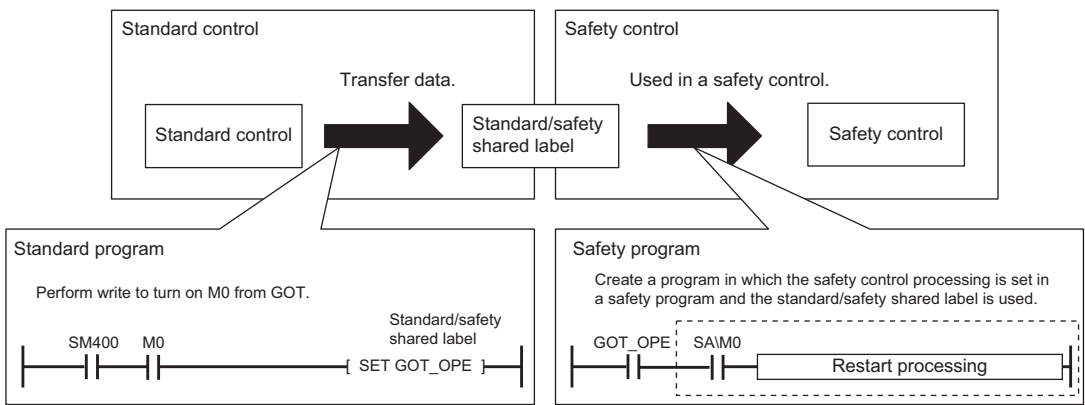 Standard control
Safety control
Transfer data.
Used in a safety control.
Standard control
Standard/safety
shared label
Safety control
Standard program
Perform write to turn on M0 from GOT.
Standard/safety
shared label
SM400 M0
SET GOT_OPE
Safety program
Create a program in which the safety control processing is set in
a safety program and the standard/safety shared label is used.
GOT_OPE SA\M0
Restart processing